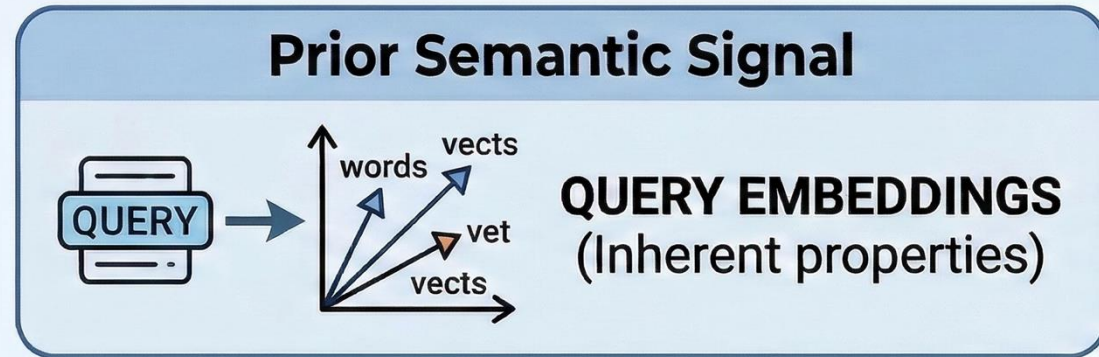 Prior Semantic Signal
QUERY
words
vects
vet
vects
QUERY EMBEDDINGS
(Inherent properties)